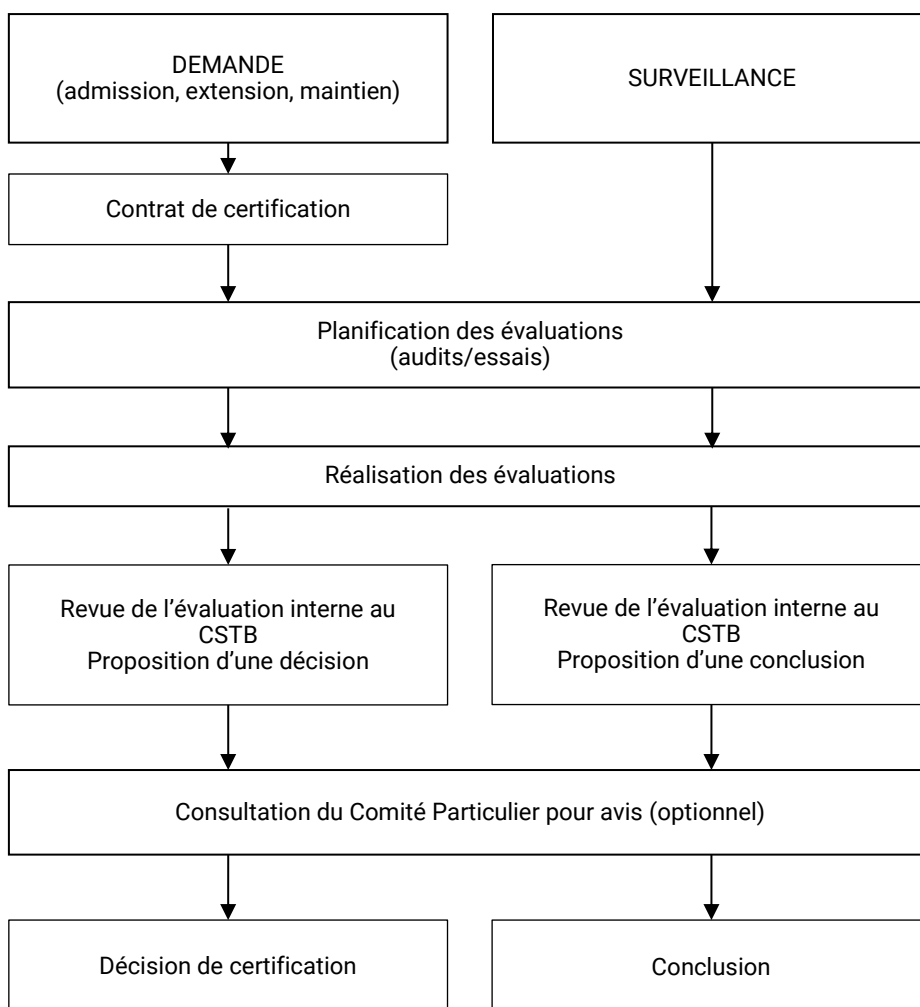 DEMANDE
(admission, extension, maintien)
SURVEILLANCE
Contrat de certification
Planification des évaluations
(audits/essais)
Réalisation des évaluations
Revue de l’évaluation interne au
CSTB
Proposition d’une décision
Revue de l’évaluation interne au
CSTB
Proposition d’une conclusion
Consultation du Comité Particulier pour avis (optionnel)
Décision de certification
Conclusion